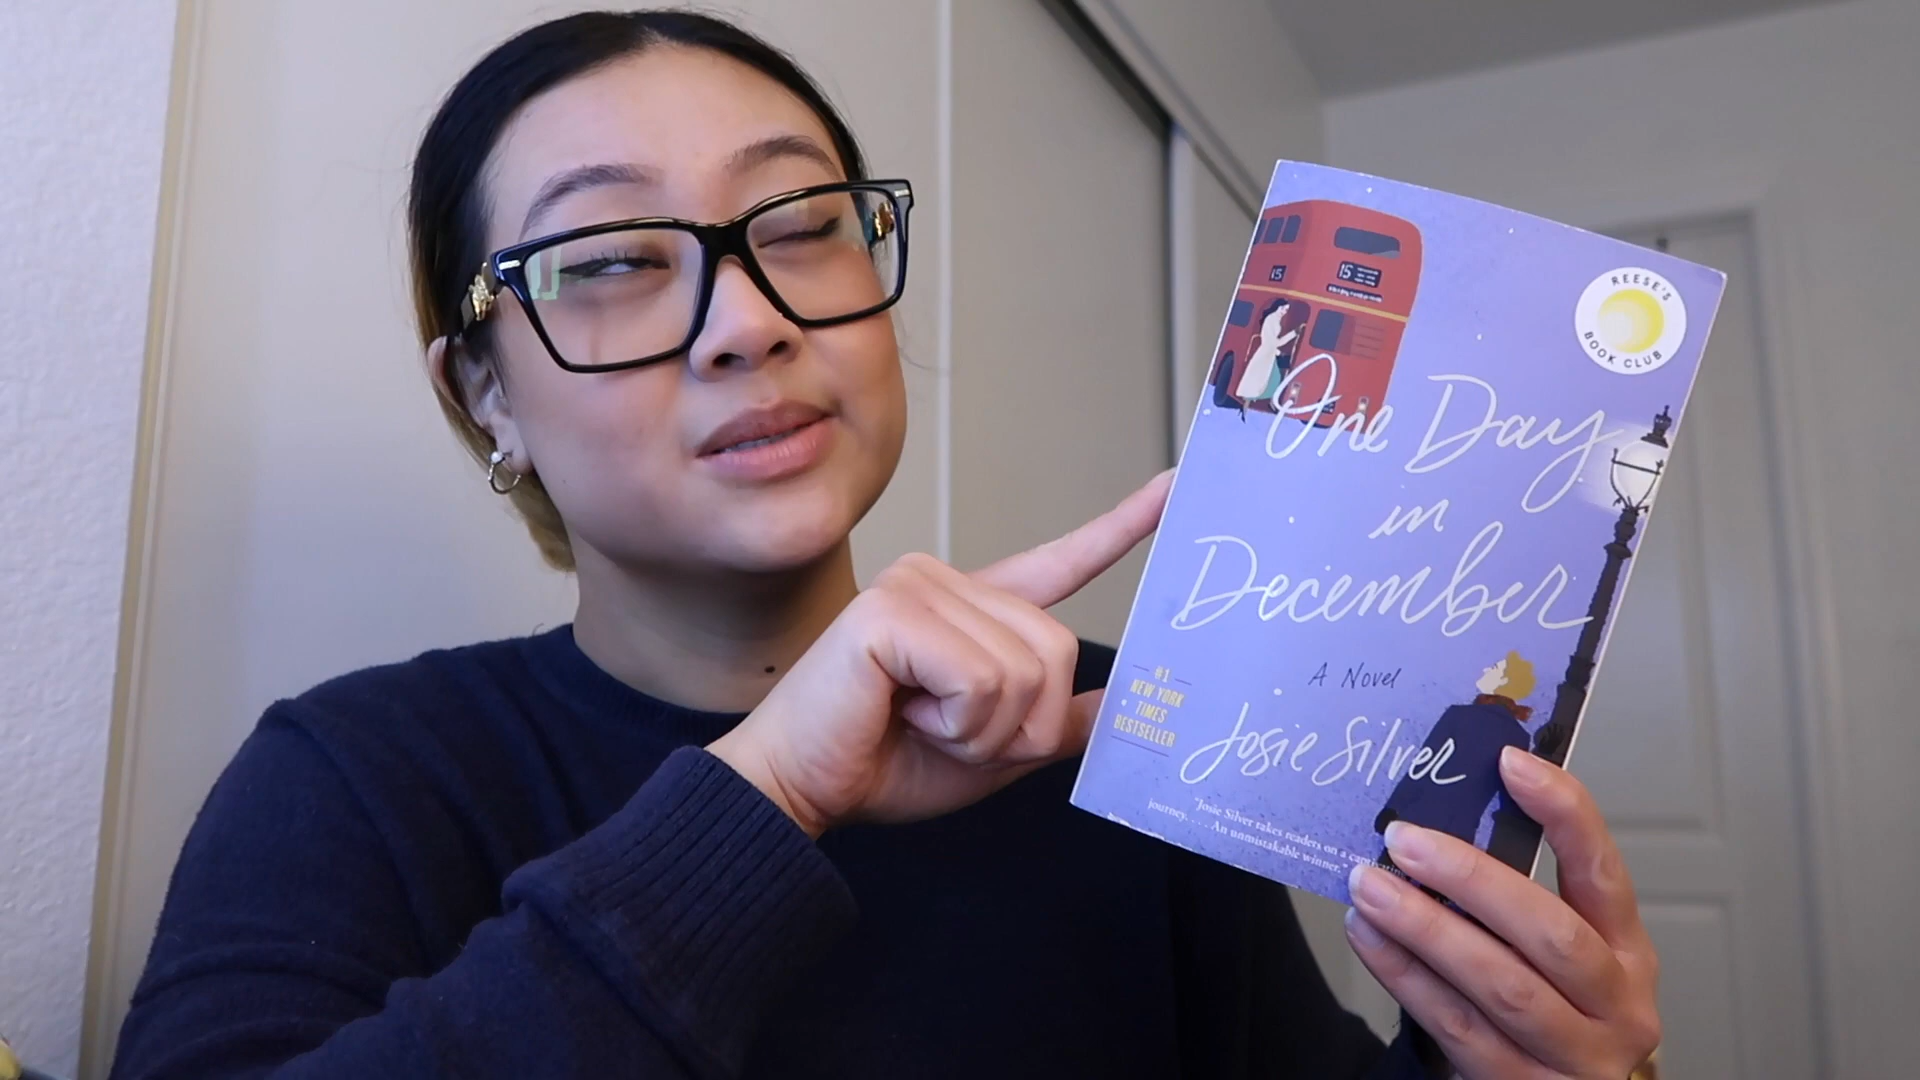 15
15
REESE'S
BOOK CLUB
One Day
in
December
A Novel
#1
NEW YORK
TIMES
BESTSELLER
Josie Silver
"Josie Silver takes readers on a
journey. . . . An unmistakable winner."